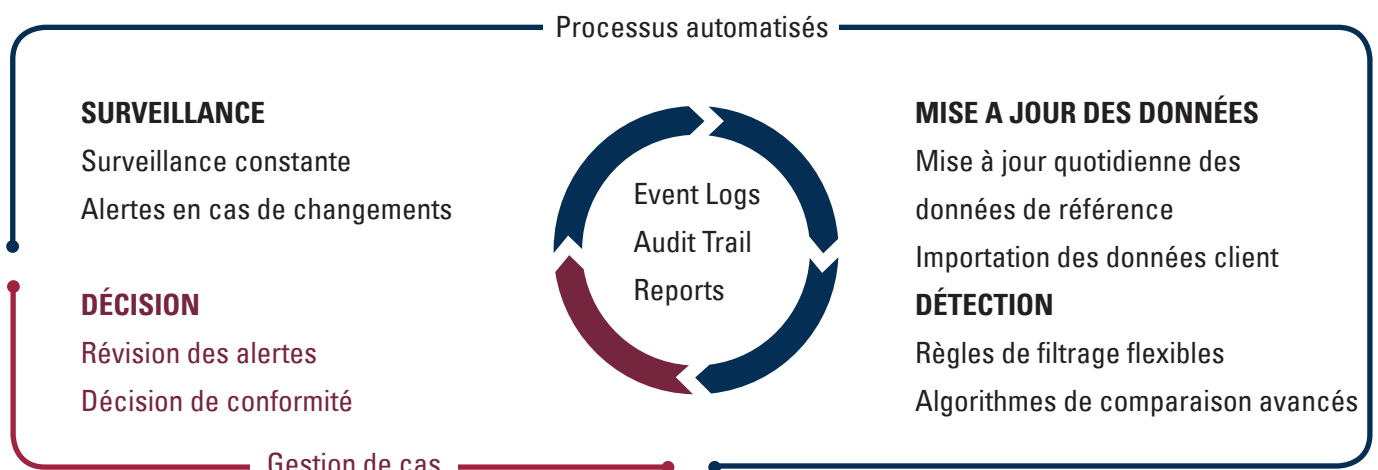 Processus automatisés
SURVEILLANCE
Surveillance constante
Alertes en cas de changements
DÉCISION
Révision des alertes
Décision de conformité
Event Logs
Audit Trail
Reports
MISE A JOUR DES DONNÉES
Mise à jour quotidienne des
données de référence
Importation des données client
DÉTECTION
Règles de filtrage flexibles
Algorithmes de comparaison avancés
Gestion de cas